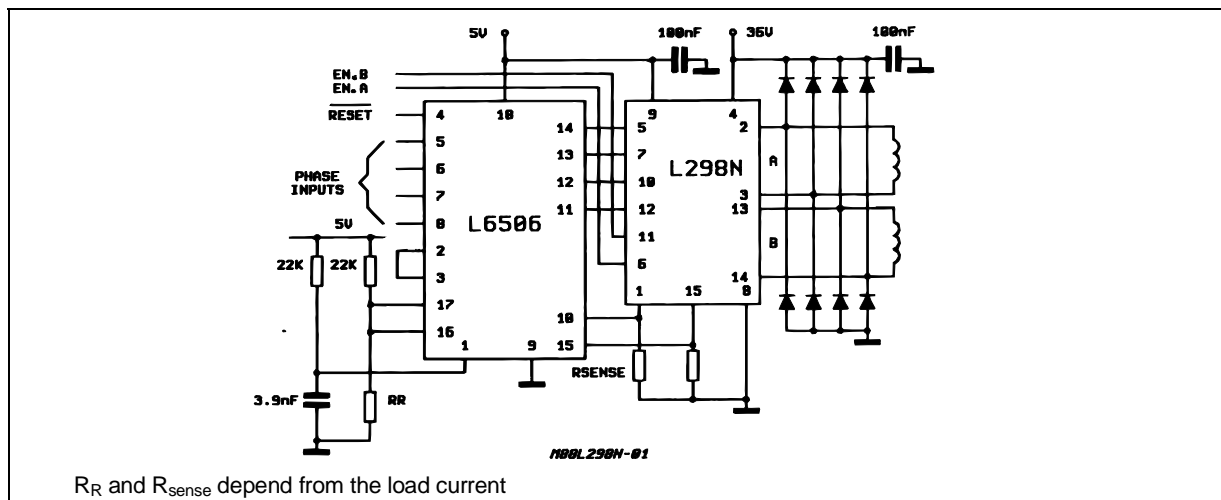 5V 100nF 36V 100nF
EN.B
EN.A
RESET 4 18 9 4
5 14 5 2
6 13 7 A
PHASE INPUTS L298N
7 12 10 3
11 12 13
8 L6506
5V 11 B
2 6
22K 22K 14
3 1 15 8
17
10
16
1 9 15
RSENSE
3.9nF RR
M88L298N-01
RR and Rsense depend from the load current